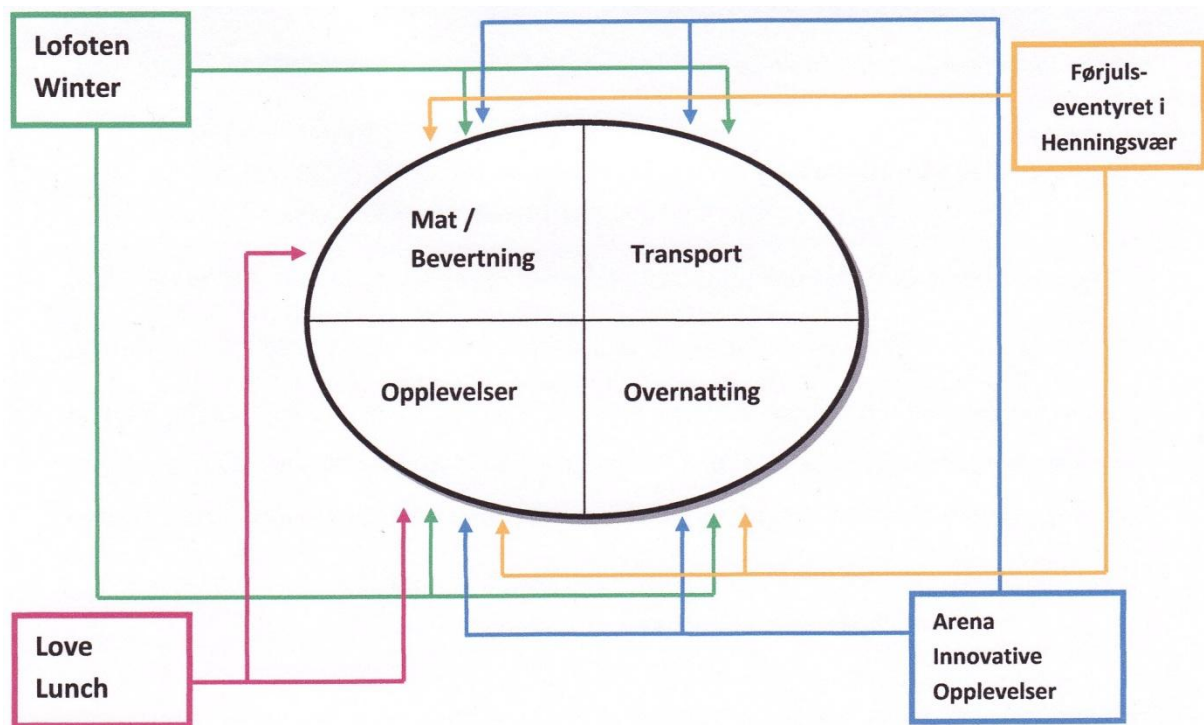 Lofoten
Winter
Førjuls-
eventyret i
Henningsvær
Mat /
Bevertning
Transport
Opplevelser
Overnatting
Love
Lunch
Arena
Innovative
Opplevelser